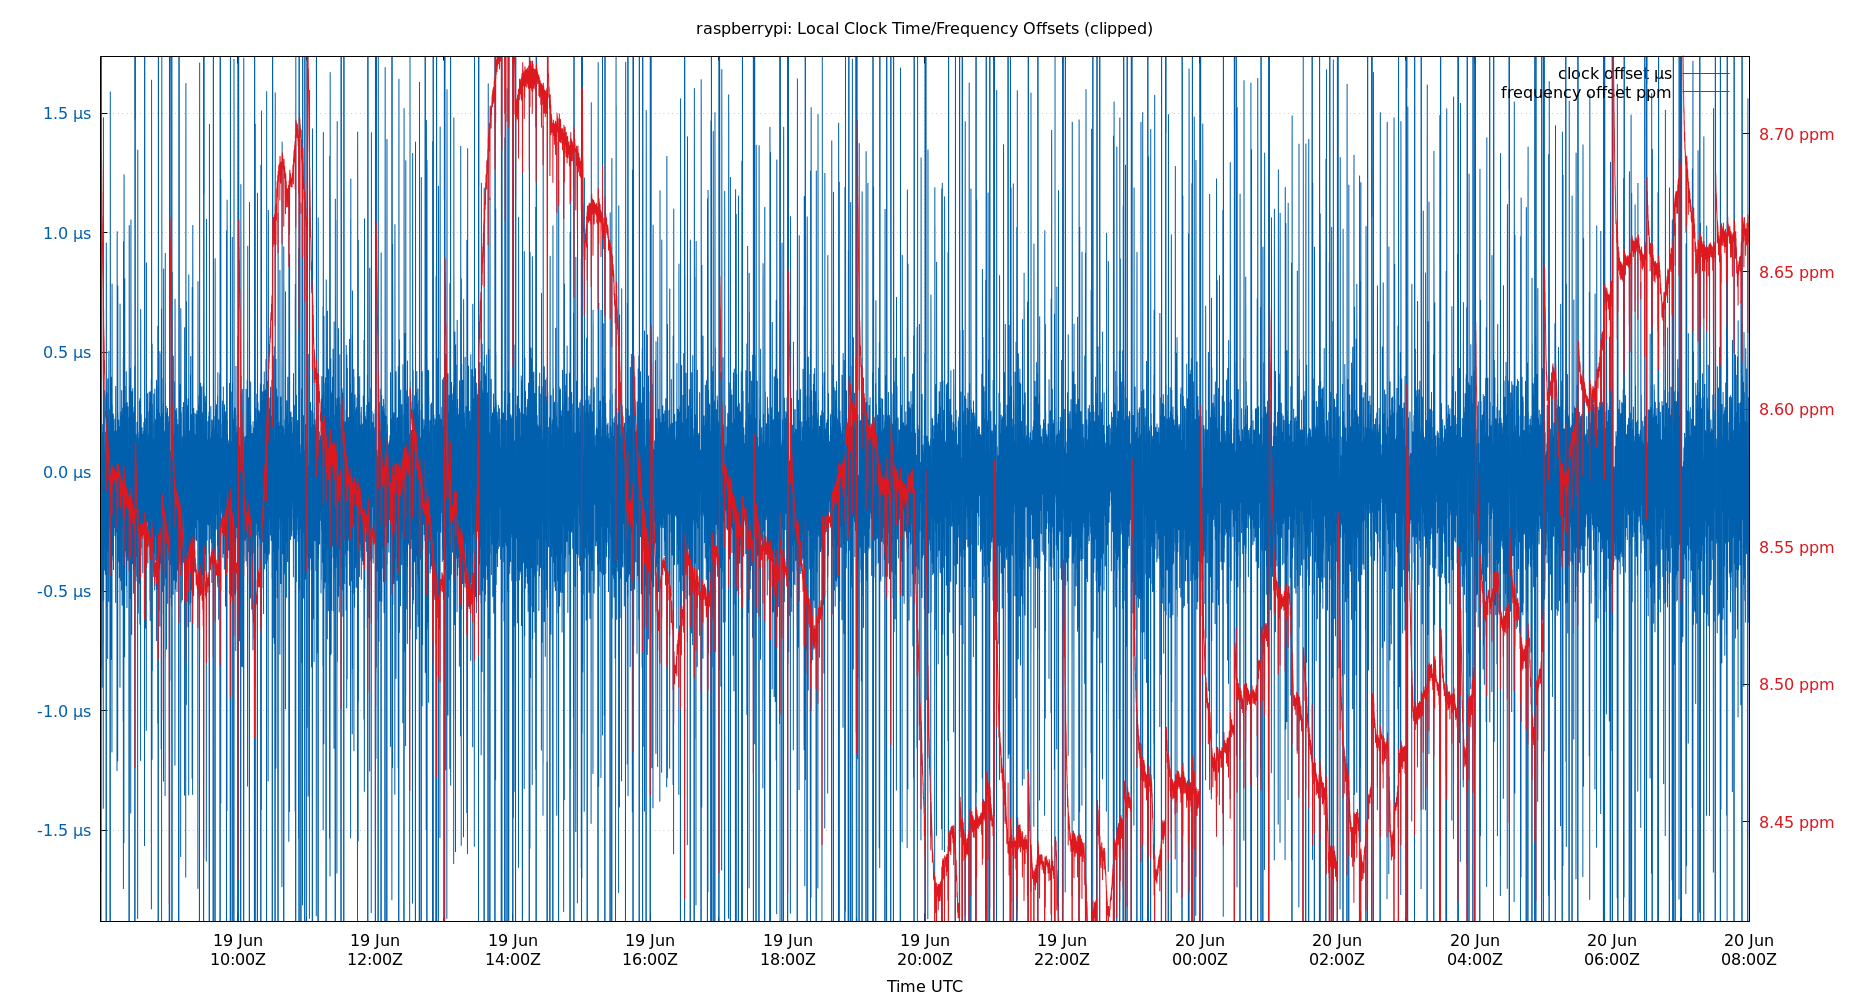 raspberrypi: Local Clock Time/Frequency Offsets (clipped)
clock offset µs
frequency offset ppm
1.5 µs
1.0 µs
0.5 µs
0.0 µs
-0.5 µs
-1.0 µs
-1.5 µs
8.70 ppm
8.65 ppm
8.60 ppm
8.55 ppm
8.50 ppm
8.45 ppm
19 Jun 19 Jun 19 Jun 19 Jun 19 Jun 19 Jun 19 Jun 20 Jun 20 Jun 20 Jun 20 Jun 20 Jun
10:00Z 12:00Z 14:00Z 16:00Z 18:00Z 20:00Z 22:00Z 00:00Z 02:00Z 04:00Z 06:00Z 08:00Z
Time UTC